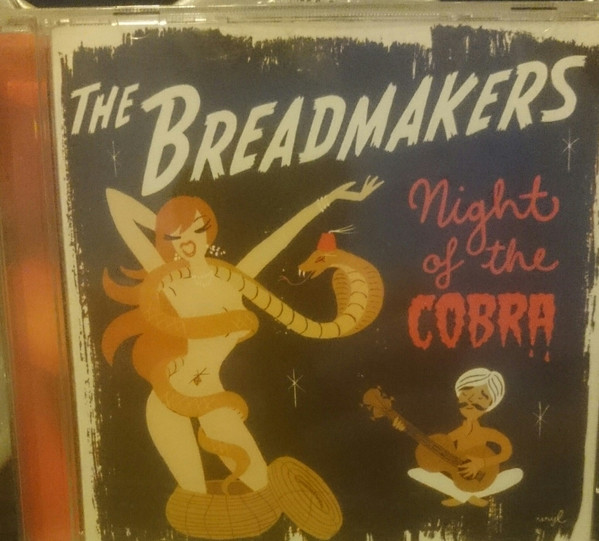 THE BREADMAKERS
Night
of the
COBRA